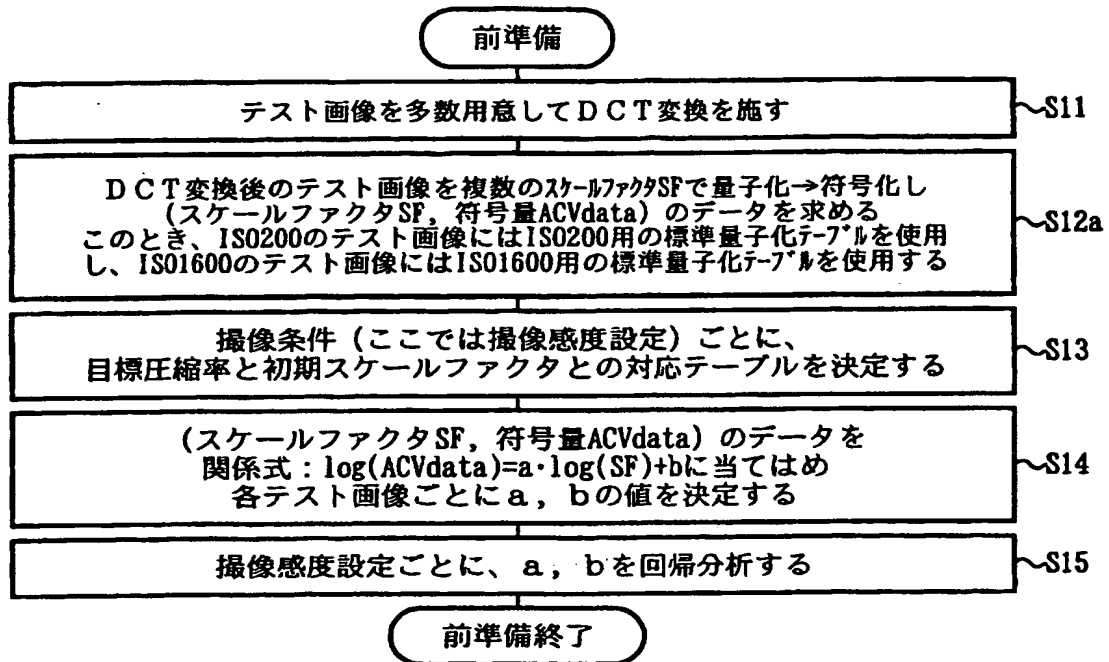 前準備
テスト画像を多数用意してDCT変換を施す
~S11
DCT変換後のテスト画像を複数のスケールファクタSFで量子化→符号化し
(スケールファクタSF, 符号量ACVdata) のデータを求める
このとき、ISO200のテスト画像にはISO200用の標準量子化テーブルを使用
し、ISO1600のテスト画像にはISO1600用の標準量子化テーブルを使用する
~S12a
撮像条件 (ここでは撮像感度設定) ごとに、
目標圧縮率と初期スケールファクタとの対応テーブルを決定する
~S13
(スケールファクタSF, 符号量ACVdata) のデータを
関係式:log(ACVdata)=a・log(SF)+bに当てはめ
各テスト画像ごとにa, bの値を決定する
~S14
撮像感度設定ごとに、a, bを回帰分析する
~S15
前準備終了